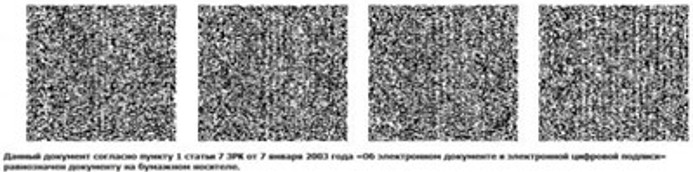 Данный документ согласно пункту 1 статьи 7 ЗРК от 7 января 2003 года «Об электронном документе и электронной цифровой подписи»
равнозначен документу на бумажном носителе.